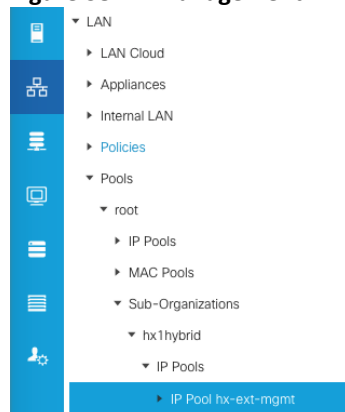 LAN
LAN Cloud
Appliances
Internal LAN
Policies
Pools
root
IP Pools
MAC Pools
Sub-Organizations
hx1hybrid
IP Pools
IP Pool hx-ext-mgmt